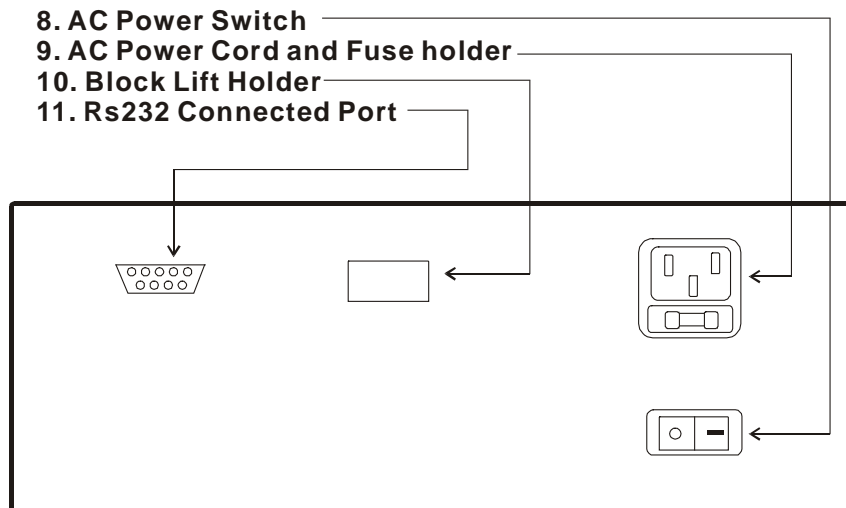 8. AC Power Switch
9. AC Power Cord and Fuse holder
10. Block Lift Holder
11. Rs232 Connected Port